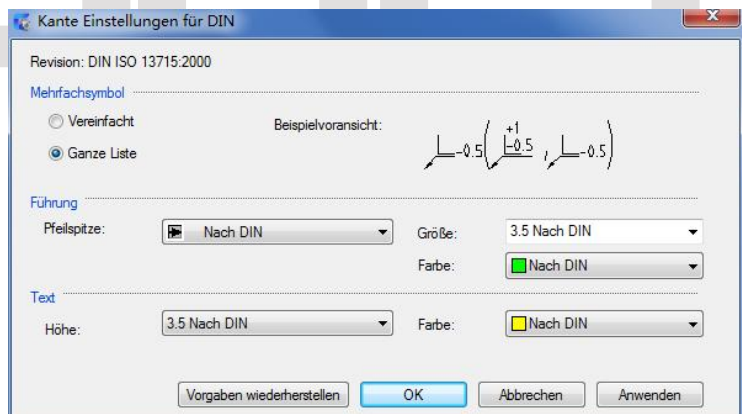 Kante Einstellungen für DIN
Revision: DIN ISO 13715:2000
Mehrfachsymbol
Vereinfacht
Ganze Liste
Beispielvoransicht:
-0.5( +1 -0.5 , -0.5)
Führung
Pfeilspitze: Nach DIN
Größe: 3.5 Nach DIN
Farbe: Nach DIN
Text
Höhe: 3.5 Nach DIN
Farbe: Nach DIN
Vorgaben wiederherstellen OK Abbrechen Anwenden